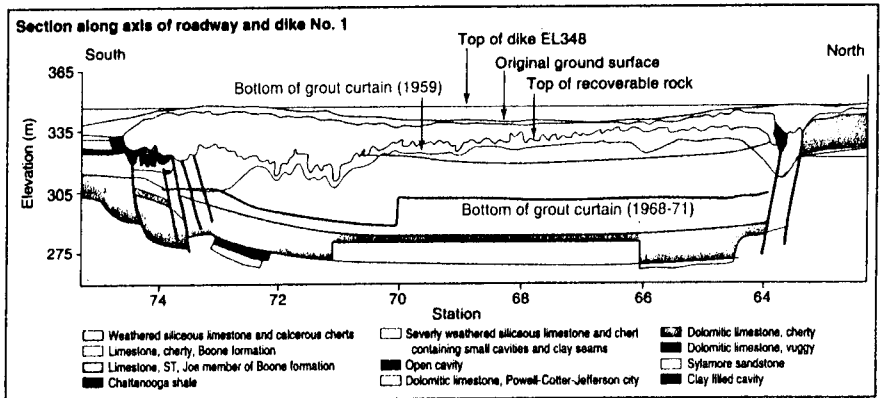 Section along axis of roadway and dike No. 1
South
Top of dike EL348
North
Original ground surface
Bottom of grout curtain (1959)
Top of recoverable rock
Elevation (m)
365
335
305
275
Bottom of grout curtain (1968-71)
74
72
70
68
66
64
Station
Weathered siliceous limestone and calcerous cherts
Limestone, cherty, Boone formation
Limestone, ST, Joe member of Boone formation
Chattanooga shale
Severly weathered siliceous limestone and chert
containing small cavities and clay seams
Open cavity
Dolomitic limestone, Powell-Cotter-Jefferson city
Dolomitic limestone, cherty
Dolomitic limestone, vuggy
Sylamore sandstone
Clay filled cavity